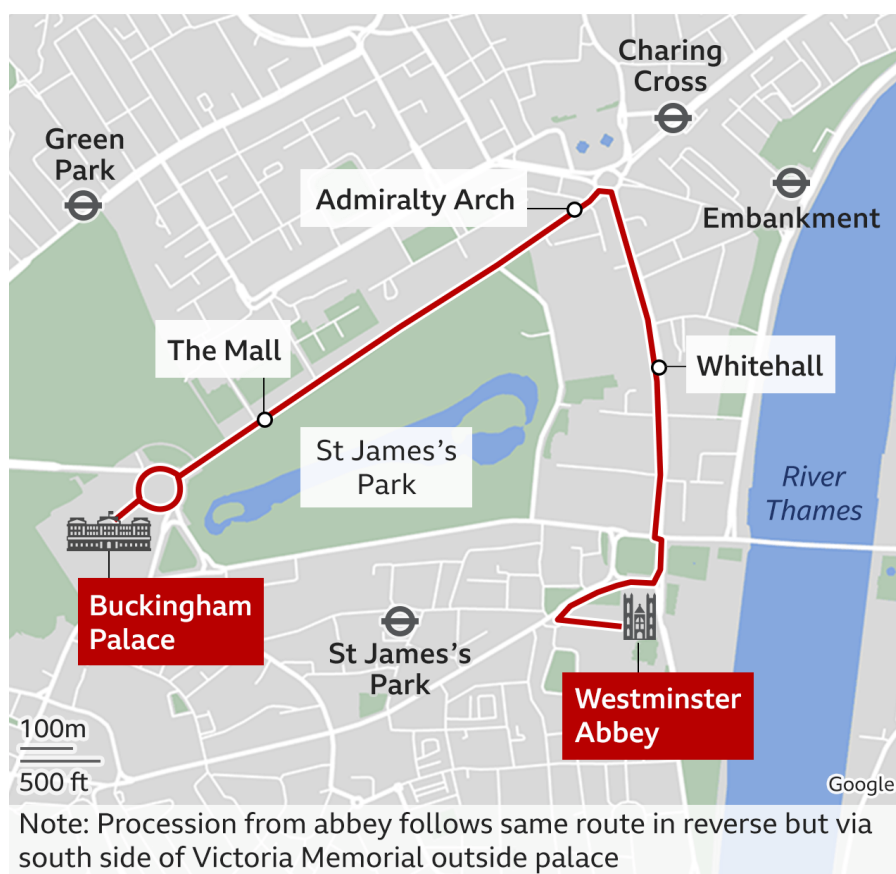 Charing
Cross
Green
Park
Admiralty Arch
Embankment
The Mall
Whitehall
St James’s
Park
River
Thames
Buckingham
Palace
St James’s
Park
Westminster
Abbey
100m
500 ft
Google
Note: Procession from abbey follows same route in reverse but via
south side of Victoria Memorial outside palace